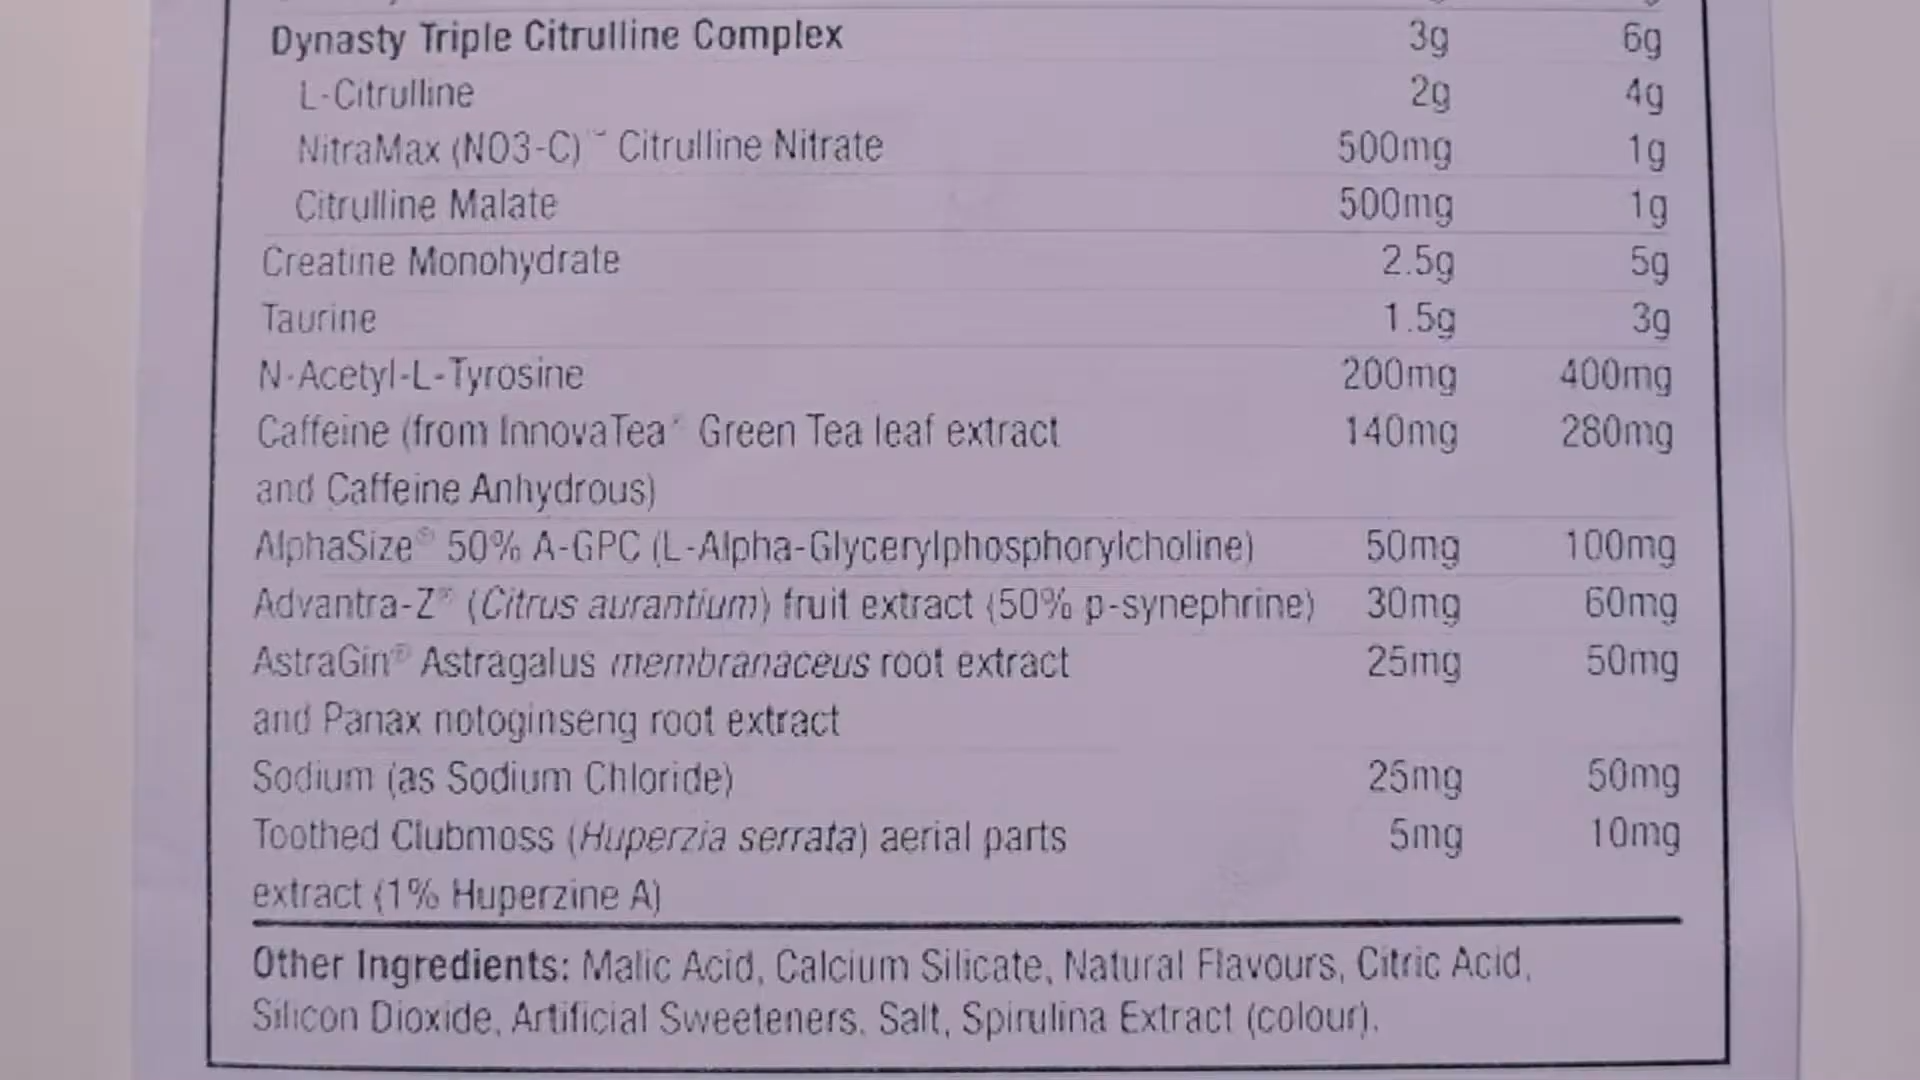 Dynasty Triple Citrulline Complex 3g 6g
L-Citrulline 2g 4g
NitraMax (NO3-C)™ Citrulline Nitrate 500mg 1g
Citrulline Malate 500mg 1g
Creatine Monohydrate 2.5g 5g
Taurine 1.5g 3g
N-Acetyl-L-Tyrosine 200mg 400mg
Caffeine (from InnovaTea® Green Tea leaf extract 140mg 280mg
and Caffeine Anhydrous)
AlphaSize® 50% A-GPC (L-Alpha-Glycerylphosphorylcholine) 50mg 100mg
Advantra-Z® (Citrus aurantium) fruit extract (50% p-synephrine) 30mg 60mg
AstraGin® Astragalus membranaceus root extract 25mg 50mg
and Panax notoginseng root extract
Sodium (as Sodium Chloride) 25mg 50mg
Toothed Clubmoss (Huperzia serrata) aerial parts 5mg 10mg
extract (1% Huperzine A)
Other Ingredients: Malic Acid, Calcium Silicate, Natural Flavours, Citric Acid,
Silicon Dioxide, Artificial Sweeteners, Salt, Spirulina Extract (colour).